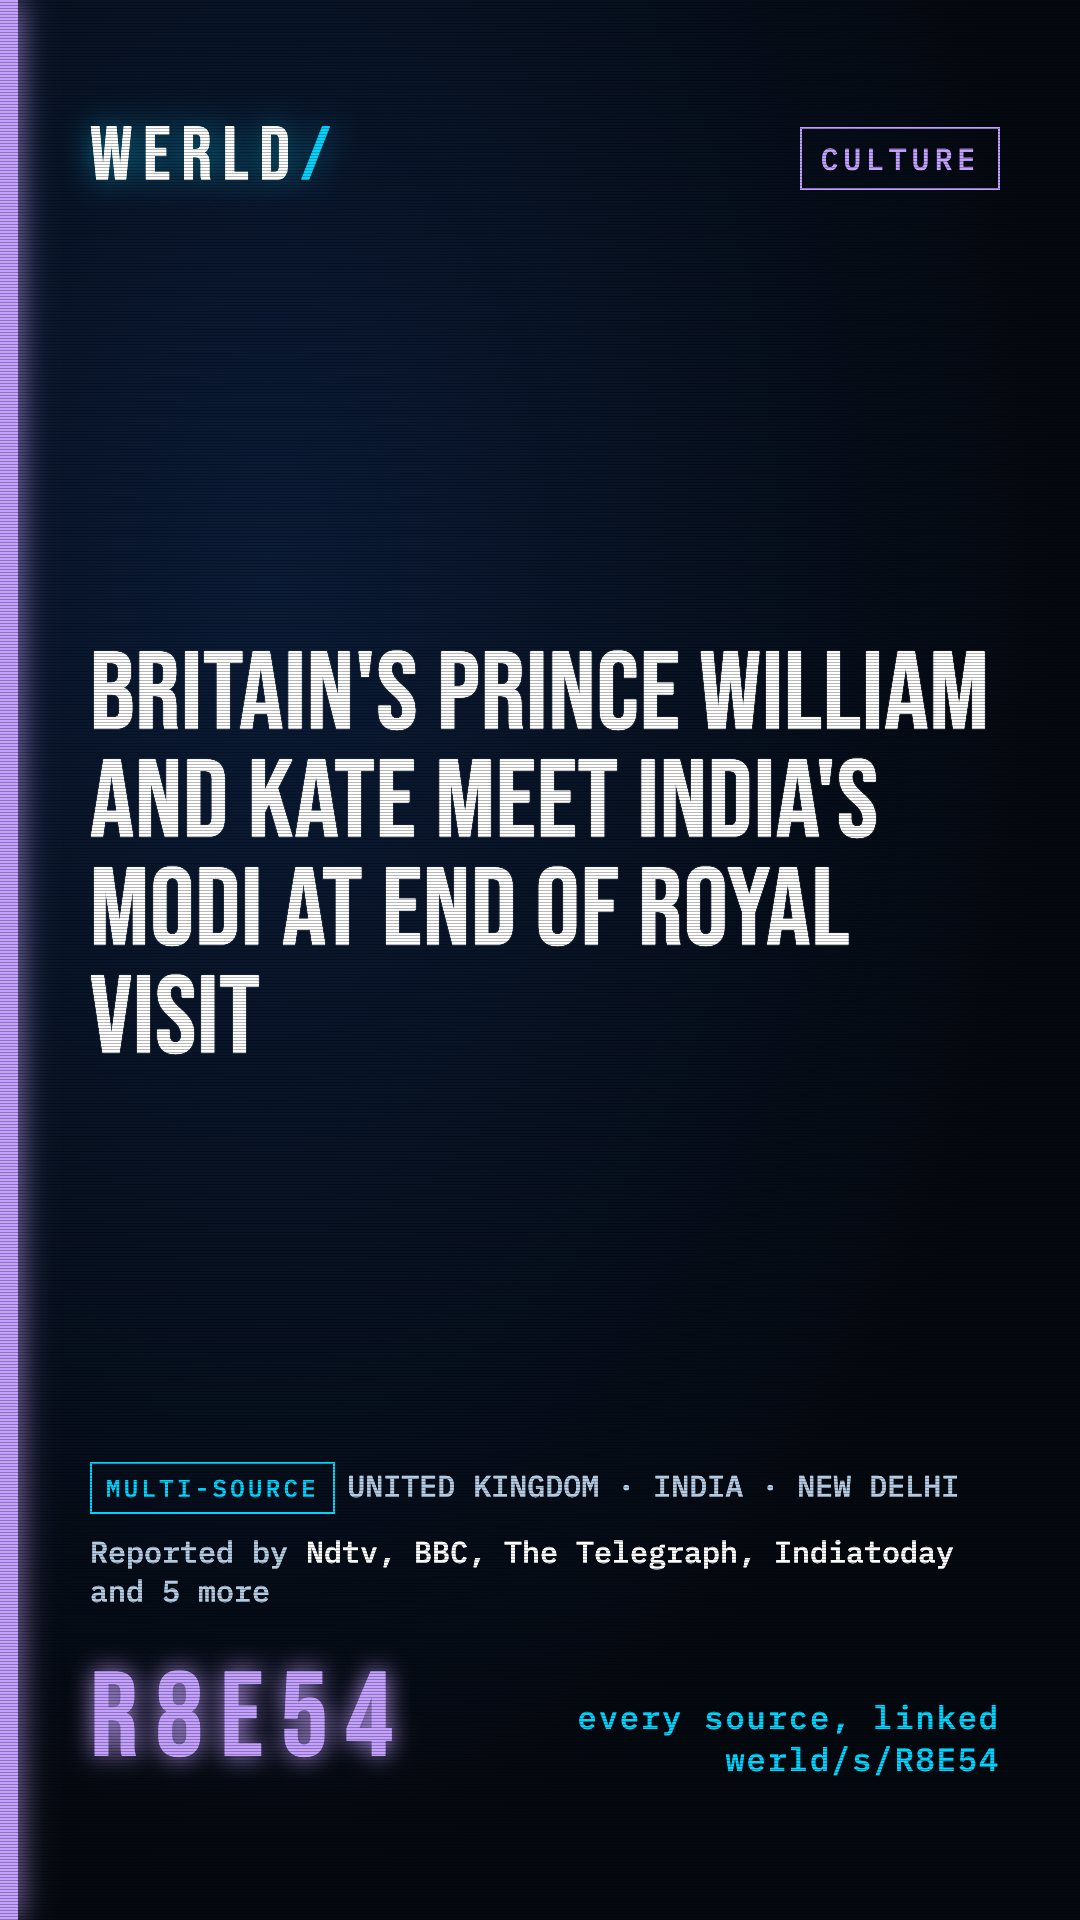 WERLD/
CULTURE
BRITAIN'S PRINCE WILLIAM
AND KATE MEET INDIA'S
MODI AT END OF ROYAL
VISIT
MULTI-SOURCE UNITED KINGDOM · INDIA · NEW DELHI
Reported by Ndtv, BBC, The Telegraph, Indiatoday
and 5 more
R8E54
every source, linked
werld/s/R8E54